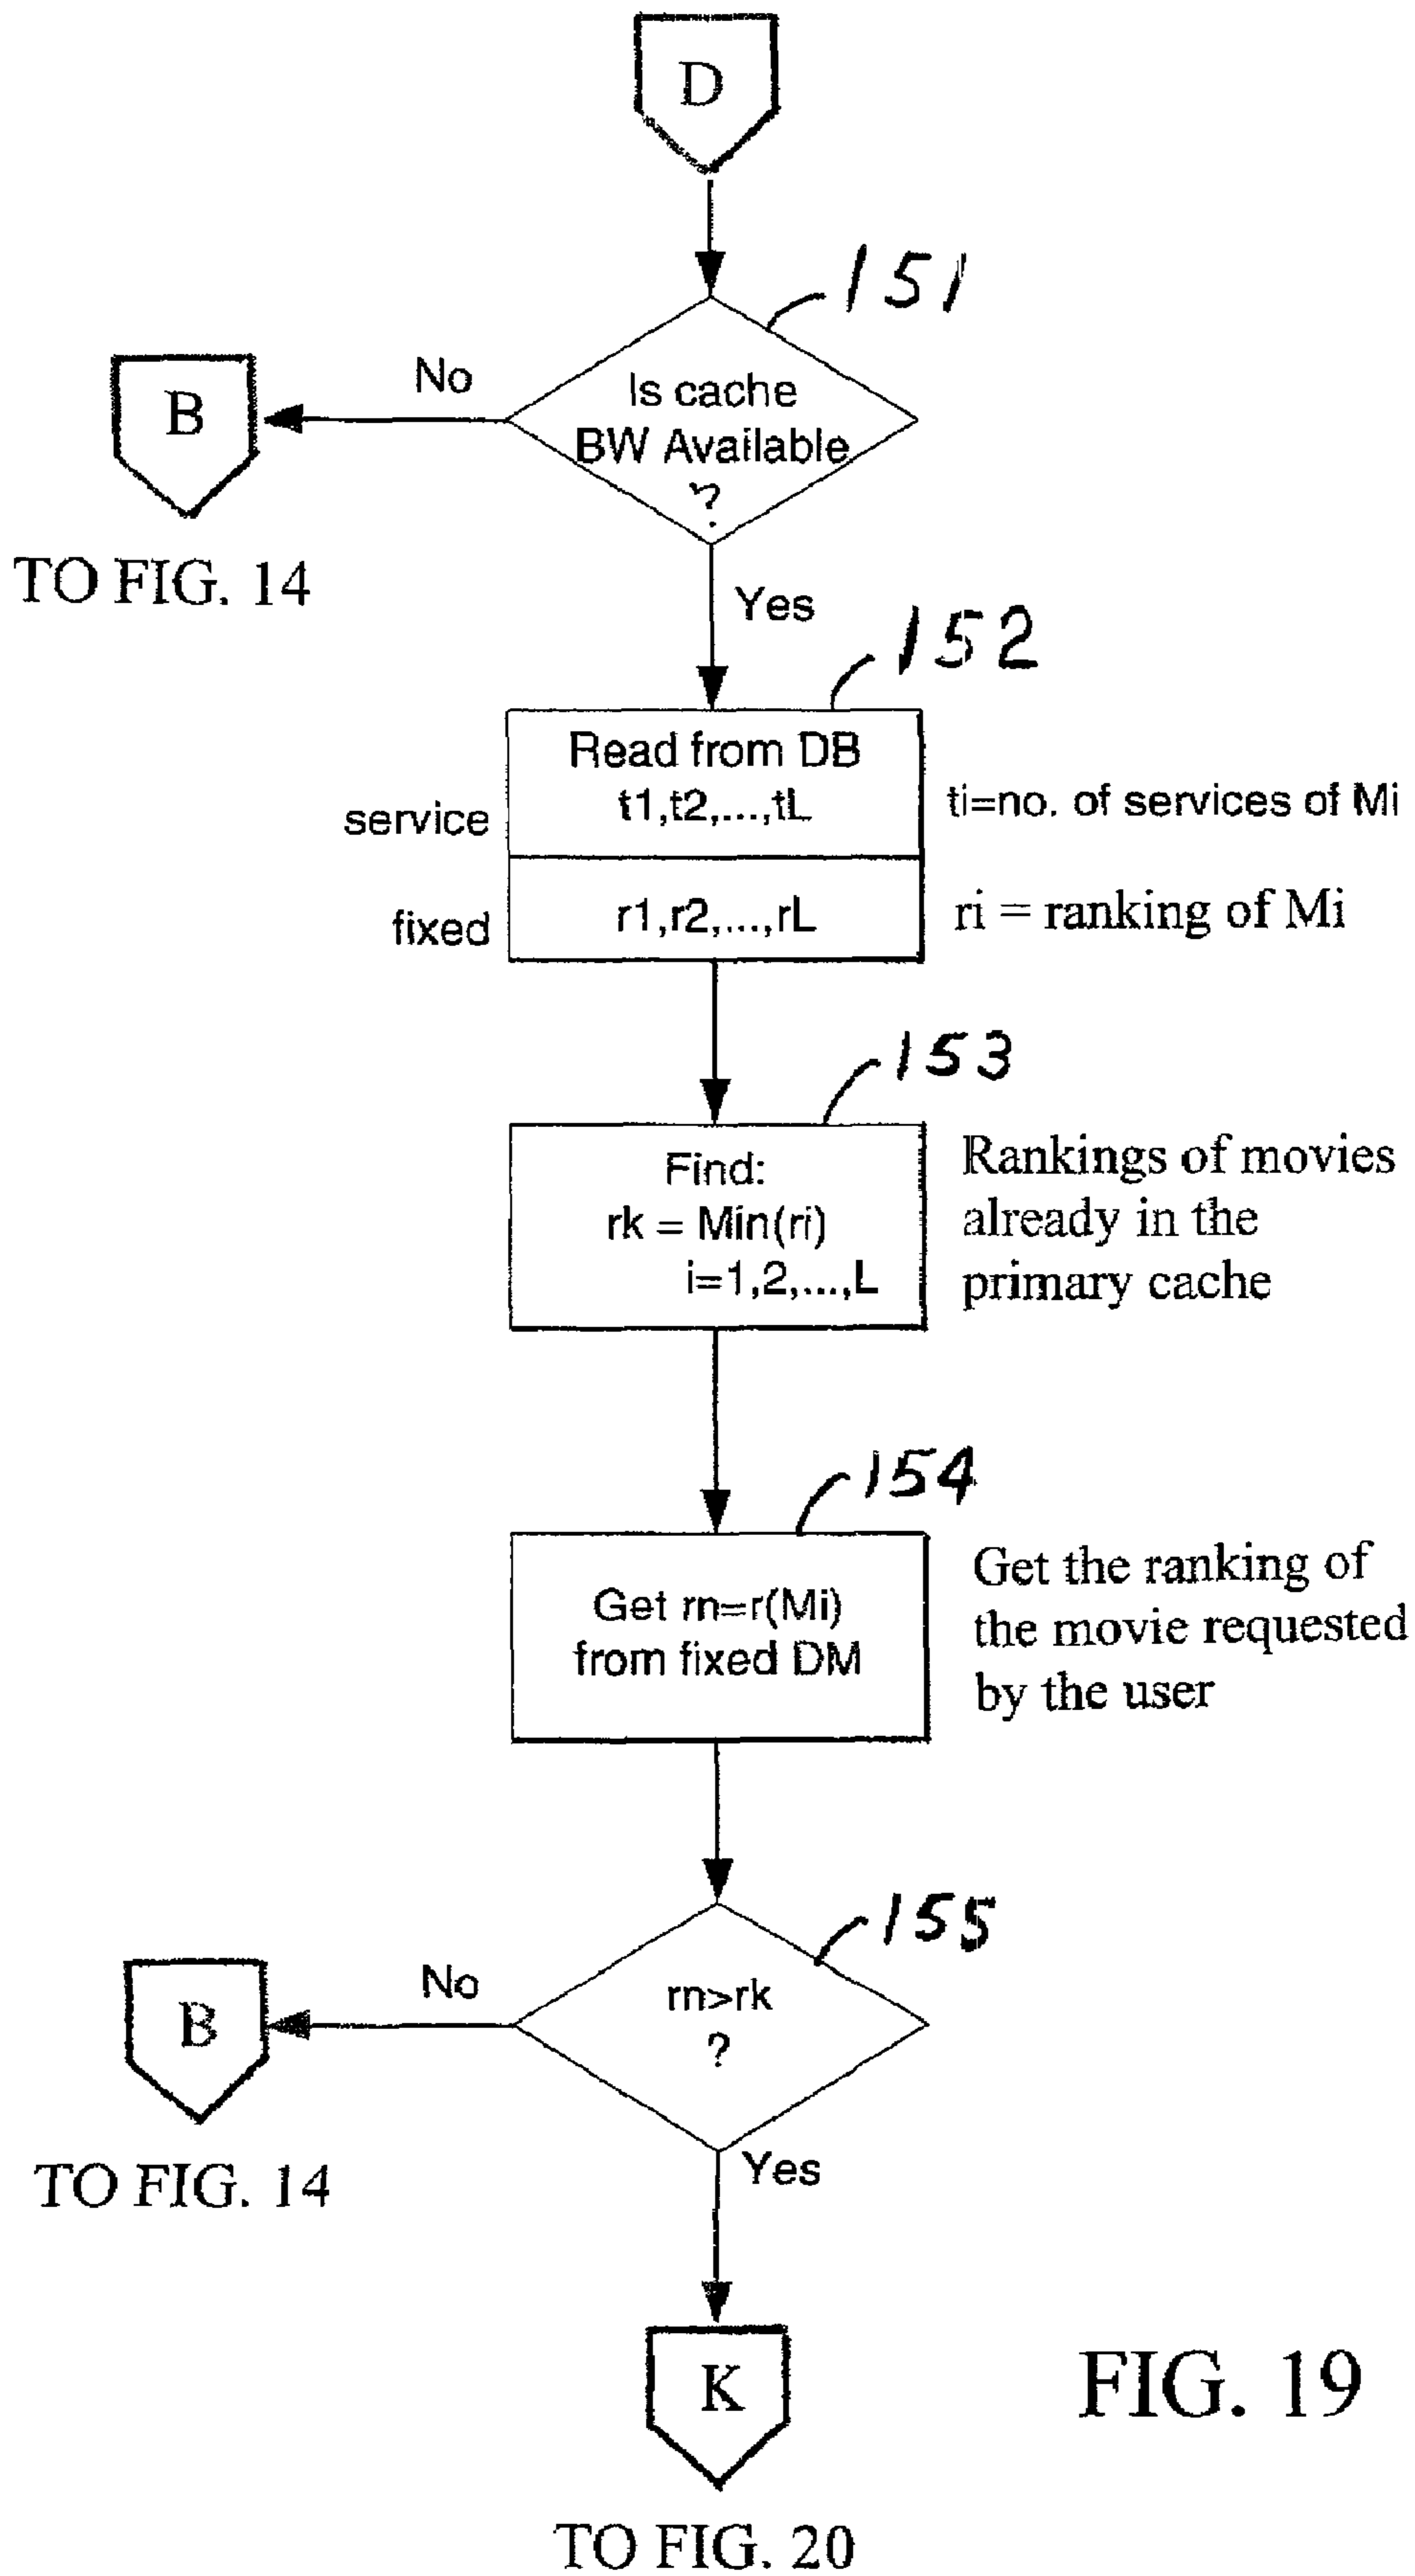 D
151
No
Is cache
BW Available
?
B
TO FIG. 14
Yes
152
Read from DB
service
t1,t2,...,tL
ti=no. of services of Mi
fixed
r1,r2,...,rL
ri = ranking of Mi
153
Find:
rk = Min(ri)
i=1,2,...,L
Rankings of movies
already in the
primary cache
154
Get rn=r(Mi)
from fixed DM
Get the ranking of
the movie requested
by the user
155
No
rn>rk
?
B
TO FIG. 14
Yes
K
TO FIG. 20
FIG. 19